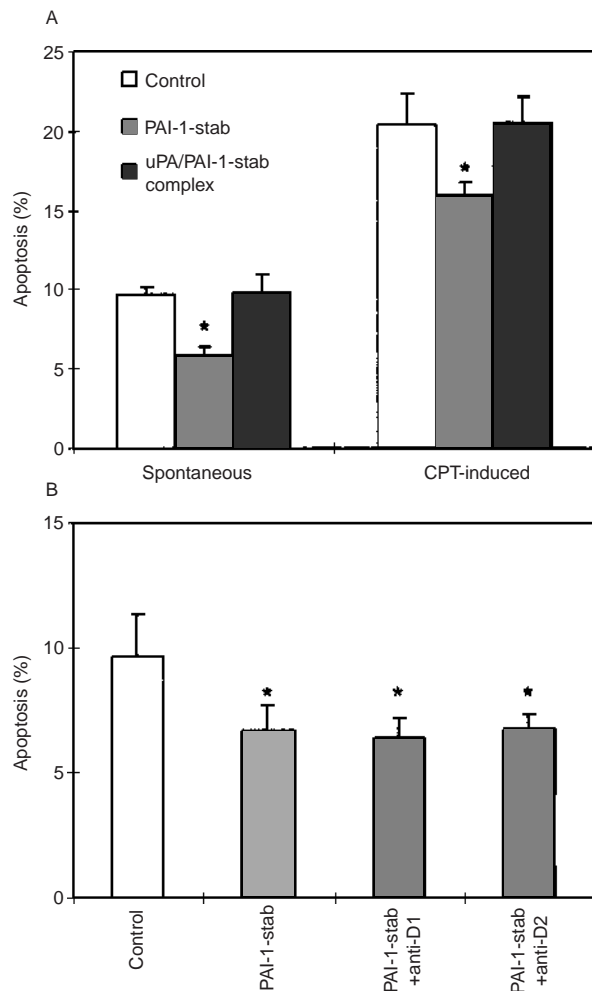 A
25
20
15
10
5
0
Apoptosis (%)
Control
PAI-1-stab
uPA/PAI-1-stab
complex
*
*
Spontaneous
CPT-induced
B
15
10
5
0
Apoptosis (%)
*
*
*
Control
PAI-1-stab
PAI-1-stab
+anti-D1
PAI-1-stab
+anti-D2